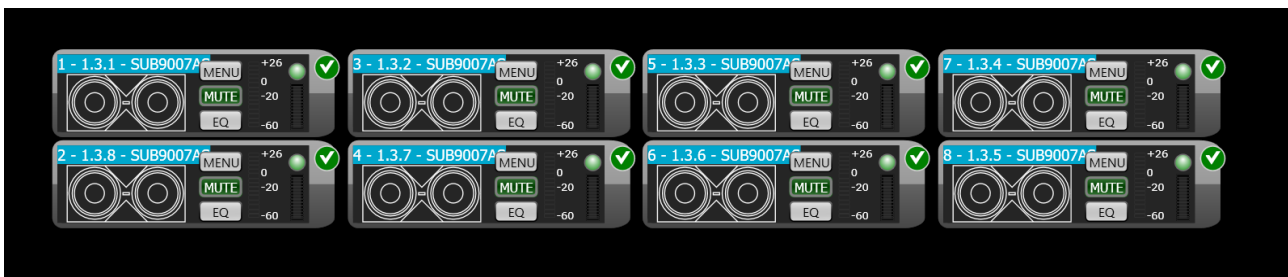 1 - 1.3.1 - SUB9007A
MENU
MUTE
EQ
+26
0
-20
-60
3 - 1.3.2 - SUB9007A
MENU
MUTE
EQ
+26
0
-20
-60
5 - 1.3.3 - SUB9007A
MENU
MUTE
EQ
+26
0
-20
-60
7 - 1.3.4 - SUB9007A
MENU
MUTE
EQ
+26
0
-20
-60
2 - 1.3.8 - SUB9007A
MENU
MUTE
EQ
+26
0
-20
-60
4 - 1.3.7 - SUB9007A
MENU
MUTE
EQ
+26
0
-20
-60
6 - 1.3.6 - SUB9007A
MENU
MUTE
EQ
+26
0
-20
-60
8 - 1.3.5 - SUB9007A
MENU
MUTE
EQ
+26
0
-20
-60